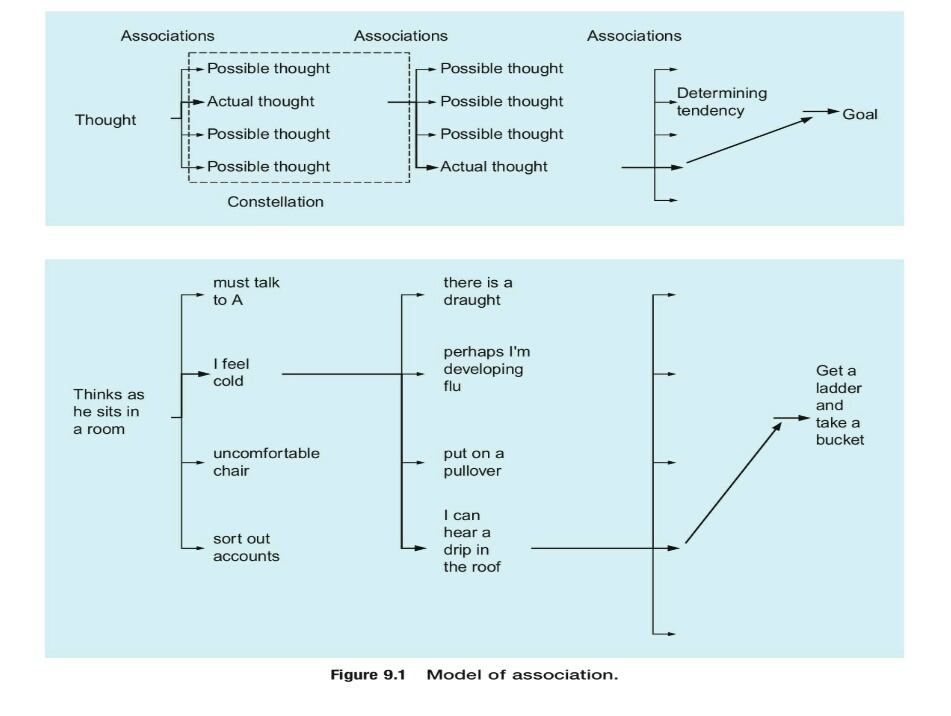 Associations
Associations
Associations
Thought
Possible thought
Actual thought
Possible thought
Possible thought
Constellation
Possible thought
Possible thought
Possible thought
Actual thought
Determining
tendency
Goal
Thinks as
he sits in
a room
must talk
to A
I feel
cold
uncomfortable
chair
sort out
accounts
there is a
draught
perhaps I'm
developing
flu
put on a
pullover
I can
hear a
drip in
the roof
Get a
ladder
and
take a
bucket
Figure 9.1 Model of association.